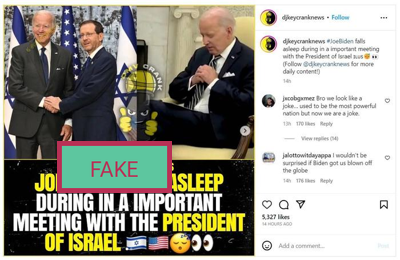 djkeycranknews • Follow
djkeycranknews #JoeBiden falls
asleep during in a important meeting
with the President of Israel sus
(Follow @djkeycranknews for more
daily content!)
14h
jacobgxmez Bro we look like a
joke... used to be the most powerful
nation but now we are a joke.
13h 170 likes Reply
View replies (14)
jalottowitdayappa I wouldn't be
surprised if Biden got us blown off
the globe
14h 176 likes Reply
CRANK
FAKE
JO ASLEEP
DURING IN A IMPORTANT
MEETING WITH THE PRESIDENT
OF ISRAEL
5,327 likes
14 HOURS AGO
Add a comment...
Post